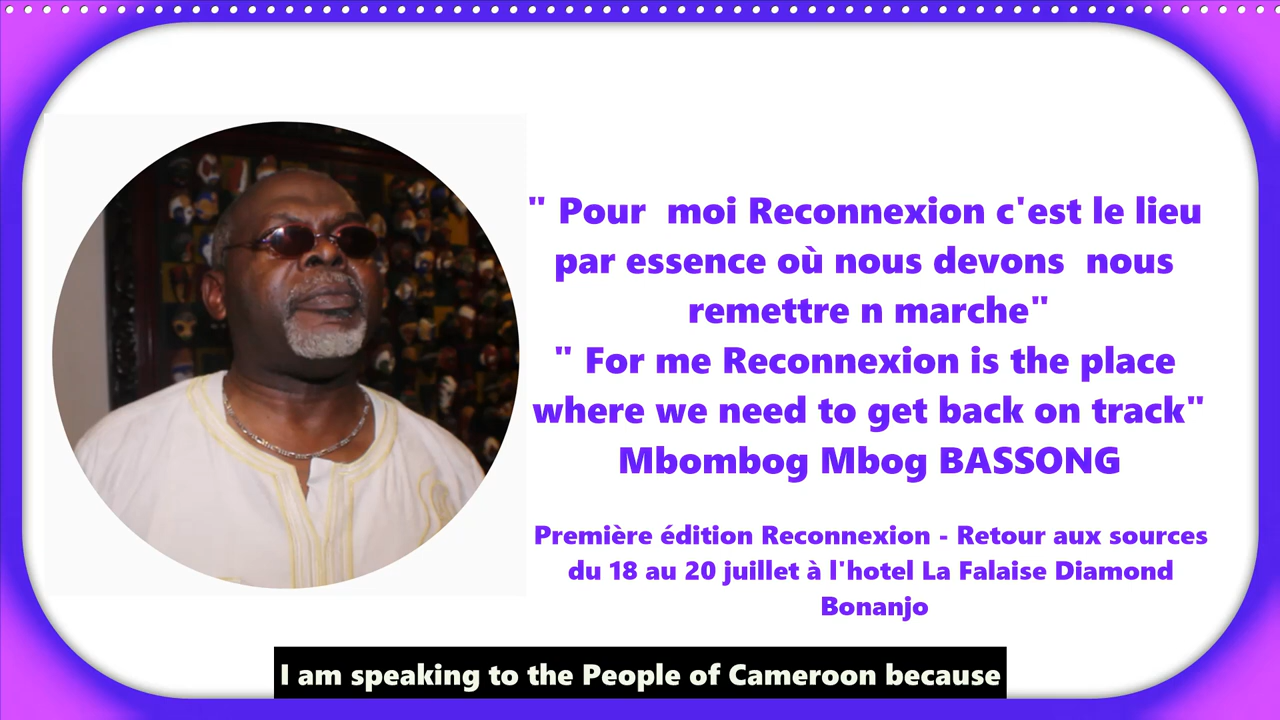 " Pour  moi Reconnexion c'est le lieu
par essence où nous devons  nous
remettre n marche"
" For me Reconnexion is the place
where we need to get back on track"
Mbombog Mbog BASSONG
Première édition Reconnexion - Retour aux sources
du 18 au 20 juillet à l'hotel La Falaise Diamond
Bonanjo
I am speaking to the People of Cameroon because